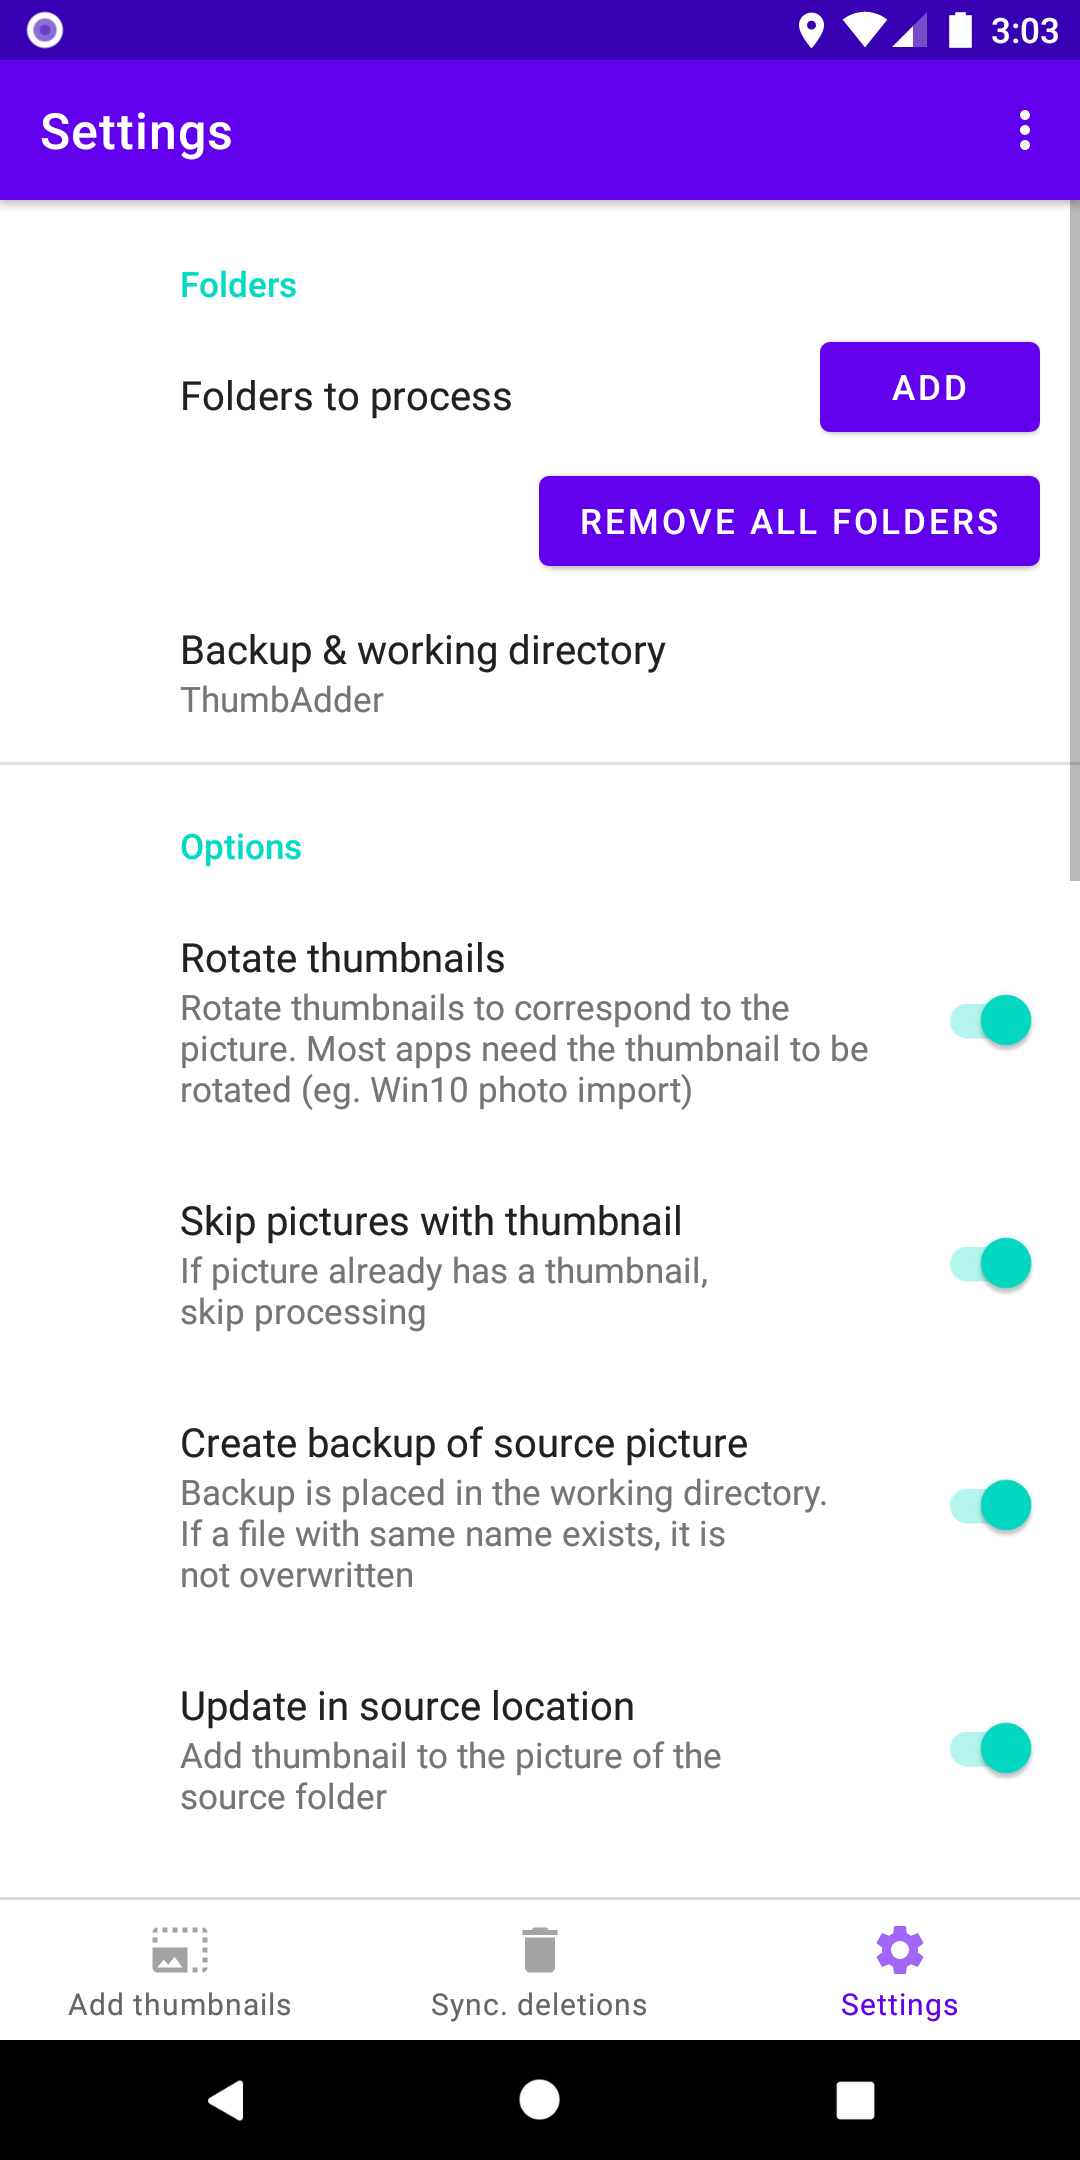 3:03
Settings
Folders
Folders to process
ADD
REMOVE ALL FOLDERS
Backup & working directory
ThumbAdder
Options
Rotate thumbnails
Rotate thumbnails to correspond to the
picture. Most apps need the thumbnail to be
rotated (eg. Win10 photo import)
Skip pictures with thumbnail
If picture already has a thumbnail,
skip processing
Create backup of source picture
Backup is placed in the working directory.
If a file with same name exists, it is
not overwritten
Update in source location
Add thumbnail to the picture of the
source folder
Add thumbnails
Sync. deletions
Settings